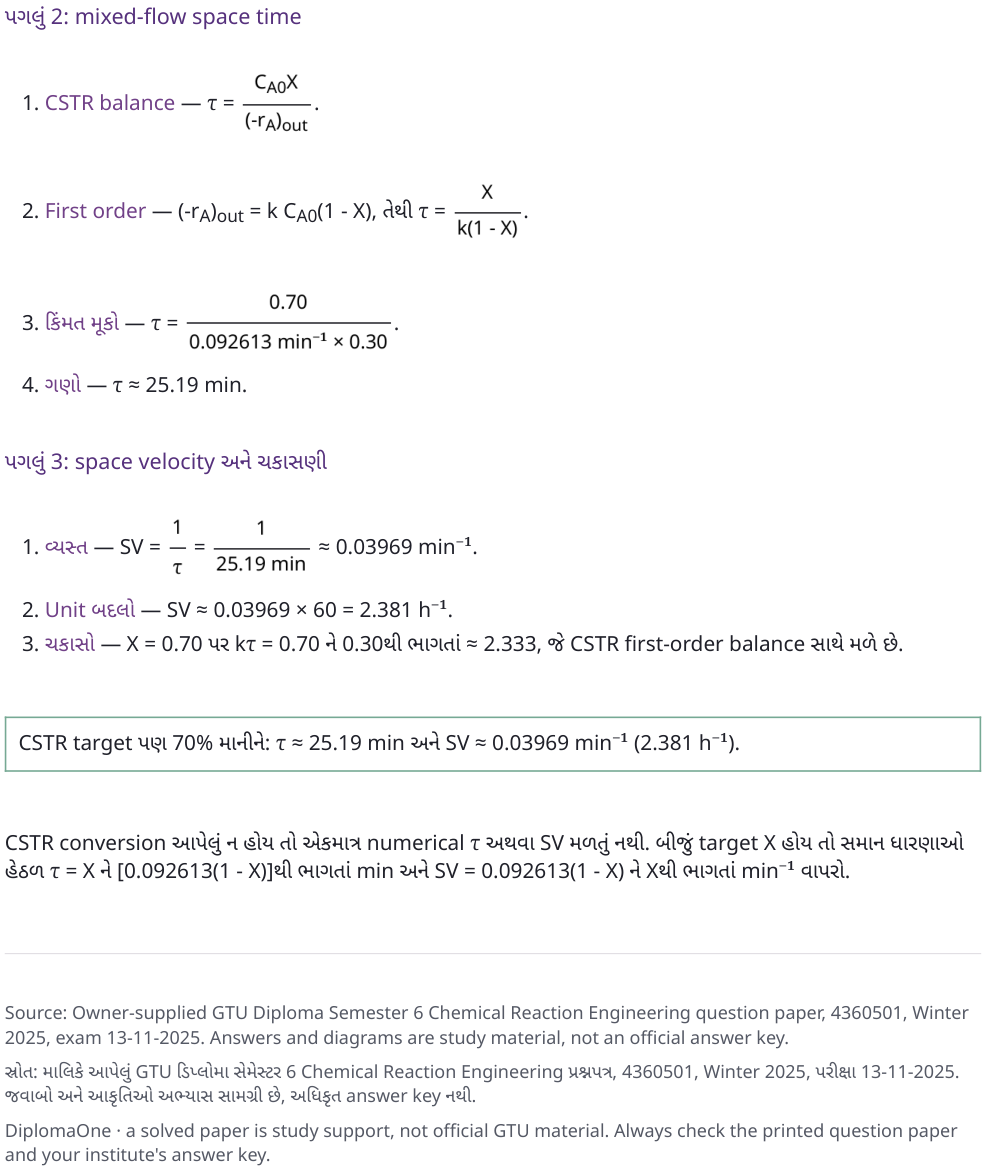 પગલું 2: mixed-flow space time
1. CSTR balance — τ = C_A0X / (-r_A)_out.
2. First order — (-r_A)_out = k C_A0(1 - X), તેથી τ = X / k(1 - X).
3. કિંમત મૂકો — τ = 0.70 / 0.092613 min⁻¹ × 0.30.
4. ગણો — τ ≈ 25.19 min.
પગલું 3: space velocity અને ચકાસણી
1. વ્યસ્ત — SV = 1 / τ = 1 / 25.19 min ≈ 0.03969 min⁻¹.
2. Unit બદલો — SV ≈ 0.03969 × 60 = 2.381 h⁻¹.
3. ચકાસો — X = 0.70 પર kτ = 0.70 ને 0.30થી ભાગતાં ≈ 2.333, જે CSTR first-order balance સાથે મળે છે.
CSTR target પણ 70% માનીને: τ ≈ 25.19 min અને SV ≈ 0.03969 min⁻¹ (2.381 h⁻¹).
CSTR conversion આપેલું ન હોય તો એકમાત્ર numerical τ અથવા SV મળતું નથી. બીજું target X હોય તો સમાન ધારણાઓ
હેઠળ τ = X ને [0.092613(1 - X)]થી ભાગતાં min અને SV = 0.092613(1 - X) ને Xથી ભાગતાં min⁻¹ વાપરો.
Source: Owner-supplied GTU Diploma Semester 6 Chemical Reaction Engineering question paper, 4360501, Winter
2025, exam 13-11-2025. Answers and diagrams are study material, not an official answer key.
સ્રોત: માલિકે આપેલું GTU ડિપ્લોમા સેમેસ્ટર 6 Chemical Reaction Engineering પ્રશ્નપત્ર, 4360501, Winter 2025, પરીક્ષા 13-11-2025.
જવાબો અને આકૃતિઓ અભ્યાસ સામગ્રી છે, અધિકૃત answer key નથી.
DiplomaOne · a solved paper is study support, not official GTU material. Always check the printed question paper
and your institute's answer key.